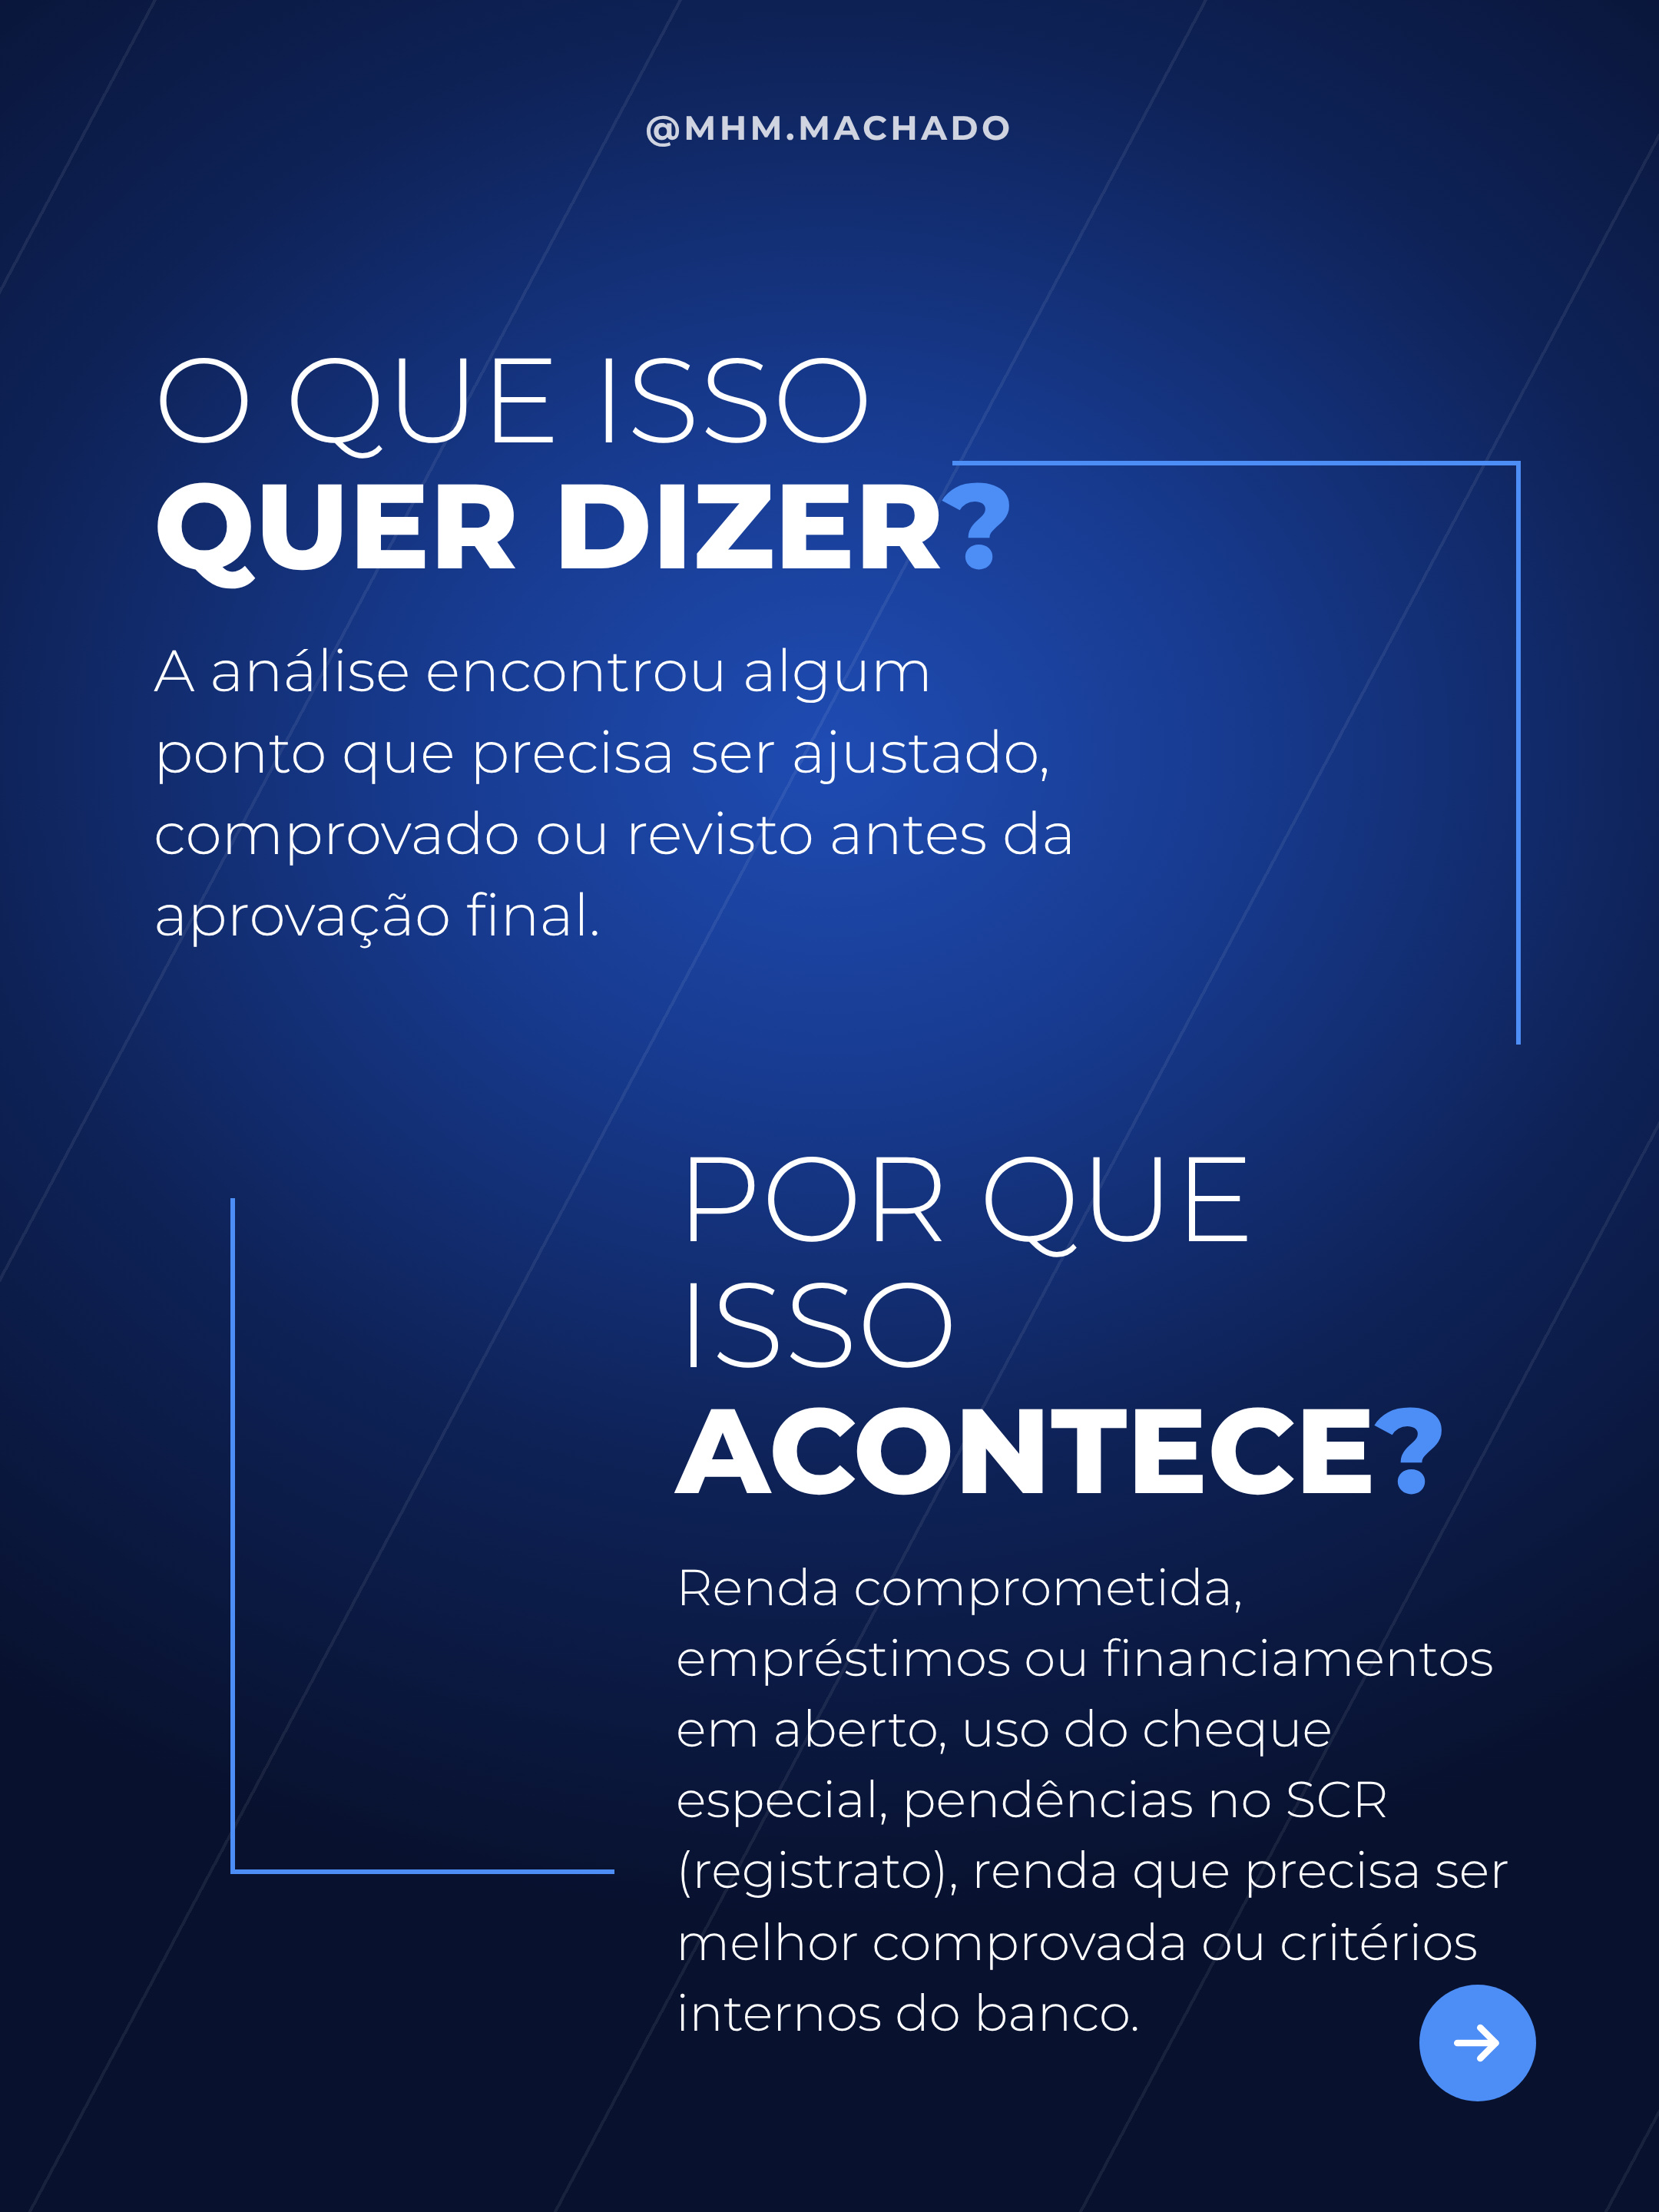 @MHM.MACHADO
O QUE ISSO
QUER DIZER?
A análise encontrou algum
ponto que precisa ser ajustado,
comprovado ou revisto antes da
aprovação final.
POR QUE
ISSO
ACONTECE?
Renda comprometida,
empréstimos ou financiamentos
em aberto, uso do cheque
especial, pendências no SCR
(registrato), renda que precisa ser
melhor comprovada ou critérios
internos do banco.